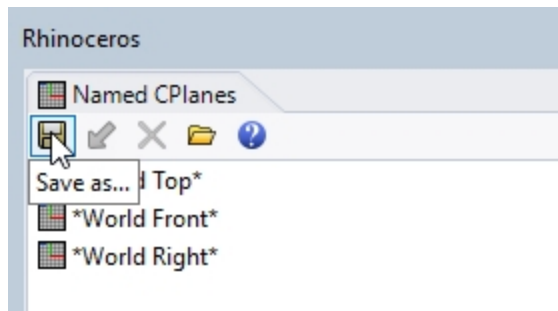 Rhinoceros
Named CPlanes
Save as...
d Top*
*World Front*
*World Right*